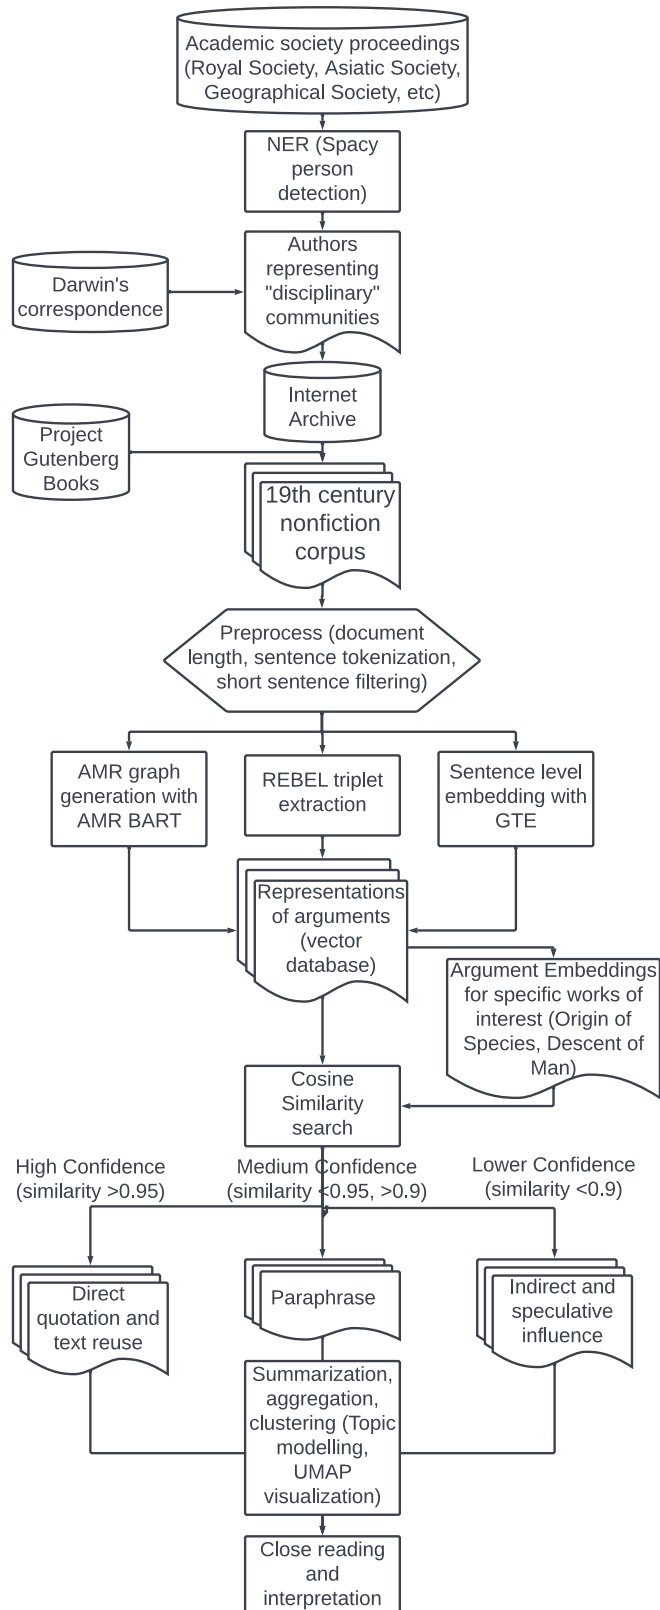 Academic society proceedings
(Royal Society, Asiatic Society,
Geographical Society, etc)
NER (Spacy
person
detection)
Authors
representing
"disciplinary"
communities
Darwin's
correspondence
Internet
Archive
Project
Gutenberg
Books
19th century
nonfiction
corpus
Preprocess (document
length, sentence tokenization,
short sentence filtering)
AMR graph
generation with
AMR BART
REBEL triplet
extraction
Sentence level
embedding with
GTE
Representations
of arguments
(vector
database)
Argument Embeddings
for specific works of
interest (Origin of
Species, Descent of
Man)
Cosine
Similarity
search
High Confidence
(similarity >0.95)
Medium Confidence
(similarity <0.95, >0.9)
Lower Confidence
(similarity <0.9)
Direct
quotation and
text reuse
Paraphrase
Indirect and
speculative
influence
Summarization,
aggregation,
clustering (Topic
modelling,
UMAP
visualization)
Close reading
and
interpretation